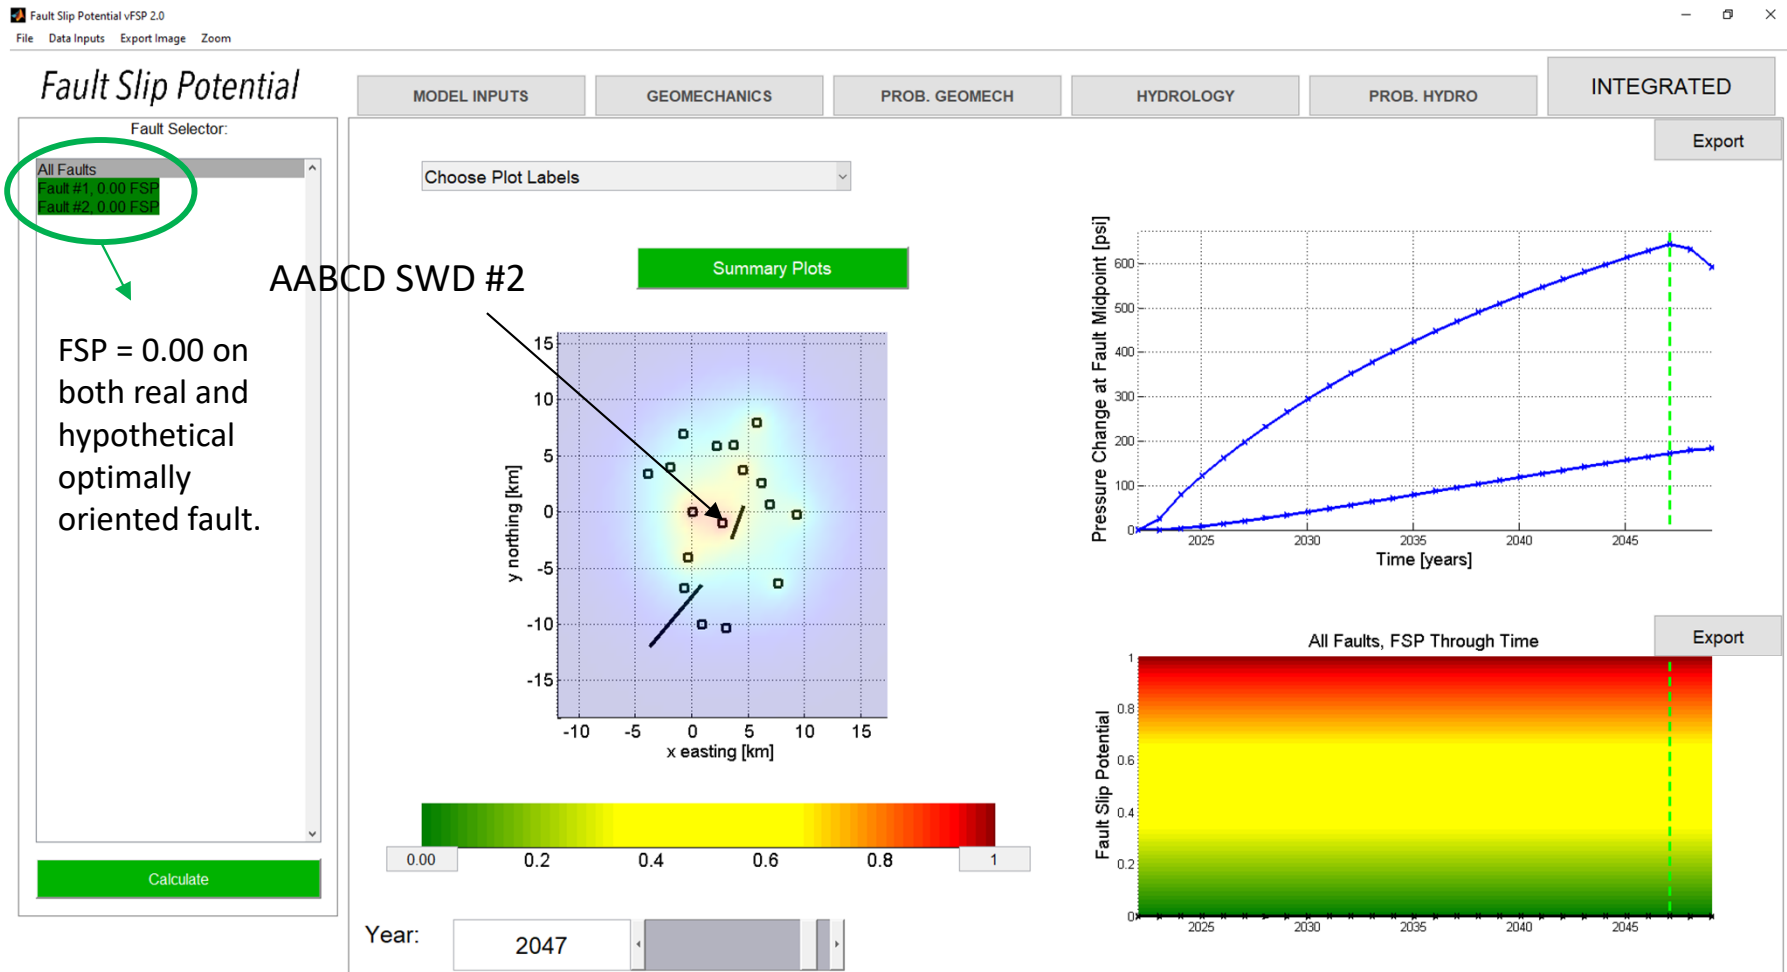 Fault Slip Potential vFSP 2.0
File Data Inputs Export Image Zoom
Fault Slip Potential
MODEL INPUTS
GEOMECHANICS
PROB. GEOMECH
HYDROLOGY
PROB. HYDRO
INTEGRATED
Fault Selector:
All Faults
Fault #1, 0.00 FSP
Fault #2, 0.00 FSP
FSP = 0.00 on
both real and
hypothetical
optimally
oriented fault.
Calculate
Choose Plot Labels
Summary Plots
AABCD SWD #2
y northing [km]
15
10
5
0
-5
-10
-15
-10 -5 0 5 10 15
x easting [km]
0.00 0.2 0.4 0.6 0.8 1
Year:
2047
Export
Pressure Change at Fault Midpoint [psi]
600
500
400
300
200
100
0
2025 2030 2035 2040 2045
Time [years]
Export
All Faults, FSP Through Time
Fault Slip Potential
1
0.8
0.6
0.4
0.2
0
2025 2030 2035 2040 2045